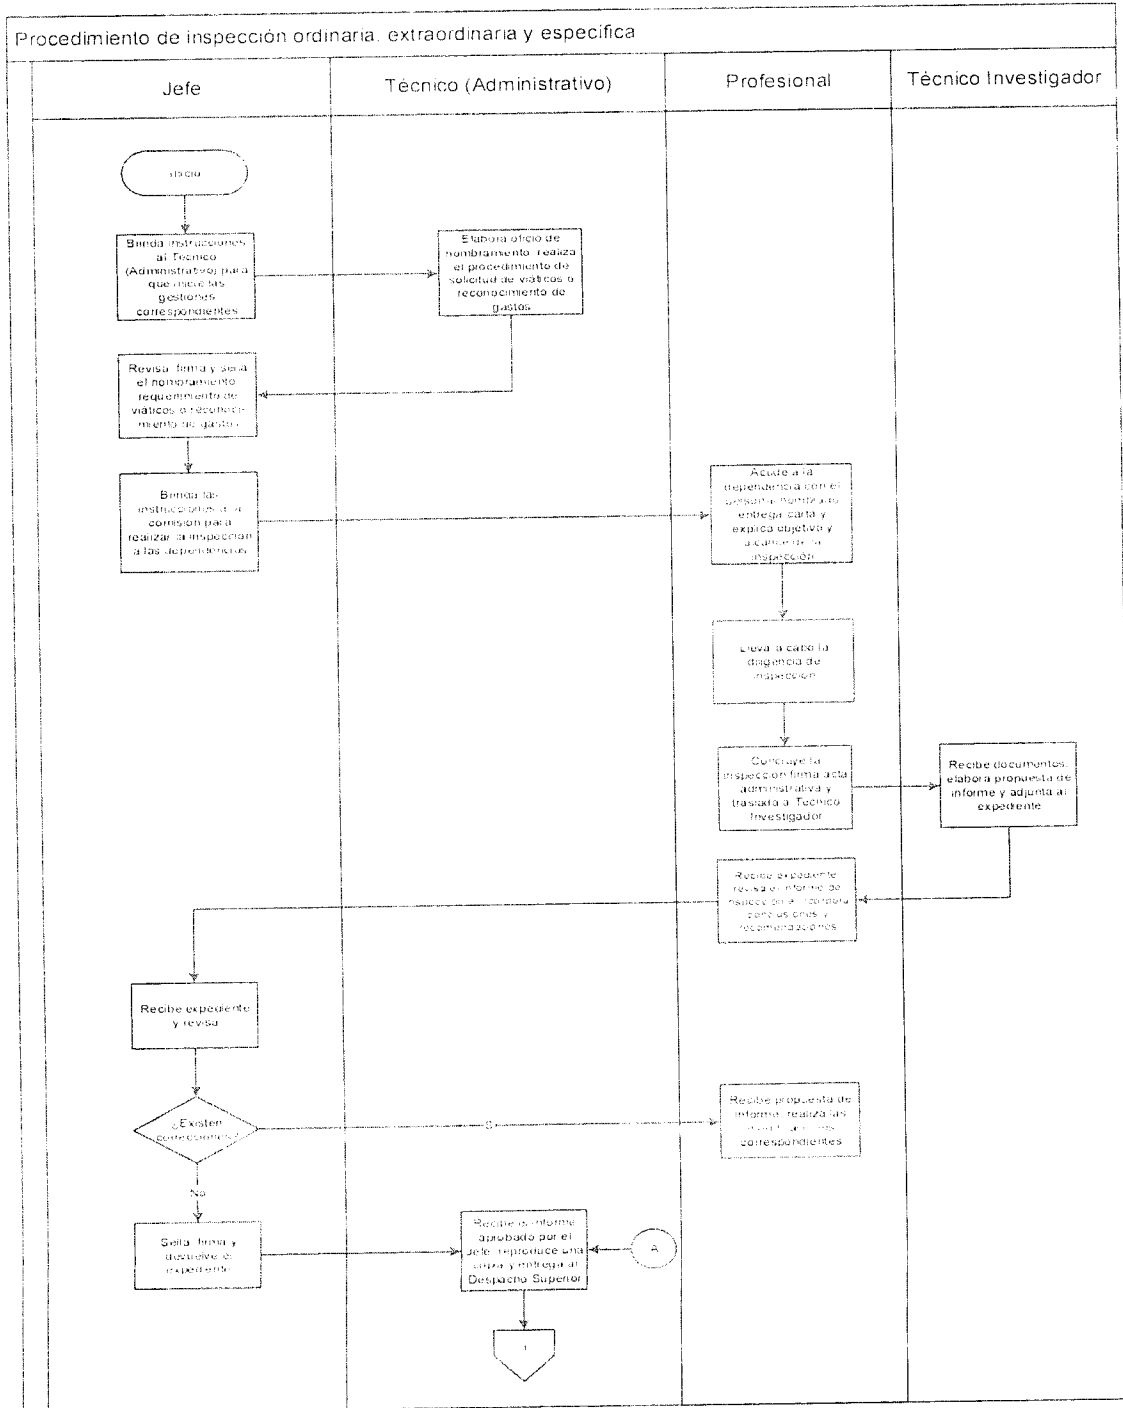 Procedimiento de inspección ordinaria, extraordinaria y específica
Jefe
Técnico (Administrativo)
Profesional
Técnico Investigador
Inicio
Brinda instrucciones
al Técnico
(Administrativo) para
que inicie las
gestiones
correspondientes
Elabora oficio de
nombramiento, realiza
el procedimiento de
solicitud de viáticos o
reconocimiento de
gastos
Revisa, firma y sella
el nombramiento,
requerimiento de
viáticos o reconoci-
miento de gastos
Brinda las
instrucciones a la
comisión para
realizar la inspección
a las dependencias
Acude a la
dependencia con el
personal nombrado,
entrega carta y
explica objetivo y
alcance de la
inspección
Lleva a cabo la
diligencia de
inspección
Concluye la
inspección firma acta
administrativa y
traslada a Técnico
Investigador
Recibe documentos,
elabora propuesta de
informe y adjunta al
expediente
Recibe expediente
revisa el informe de
inspección e incorpora
conclusiones y
recomendaciones
Recibe expediente
y revisa
¿Existen
correcciones?
Si
Recibe propuesta de
informe, realiza las
correspondientes
No
Sella, firma y
devuelve el
expediente
Recibe el informe
aprobado por el
Jefe, reproduce una
copia y entrega al
Despacho Superior
A
1